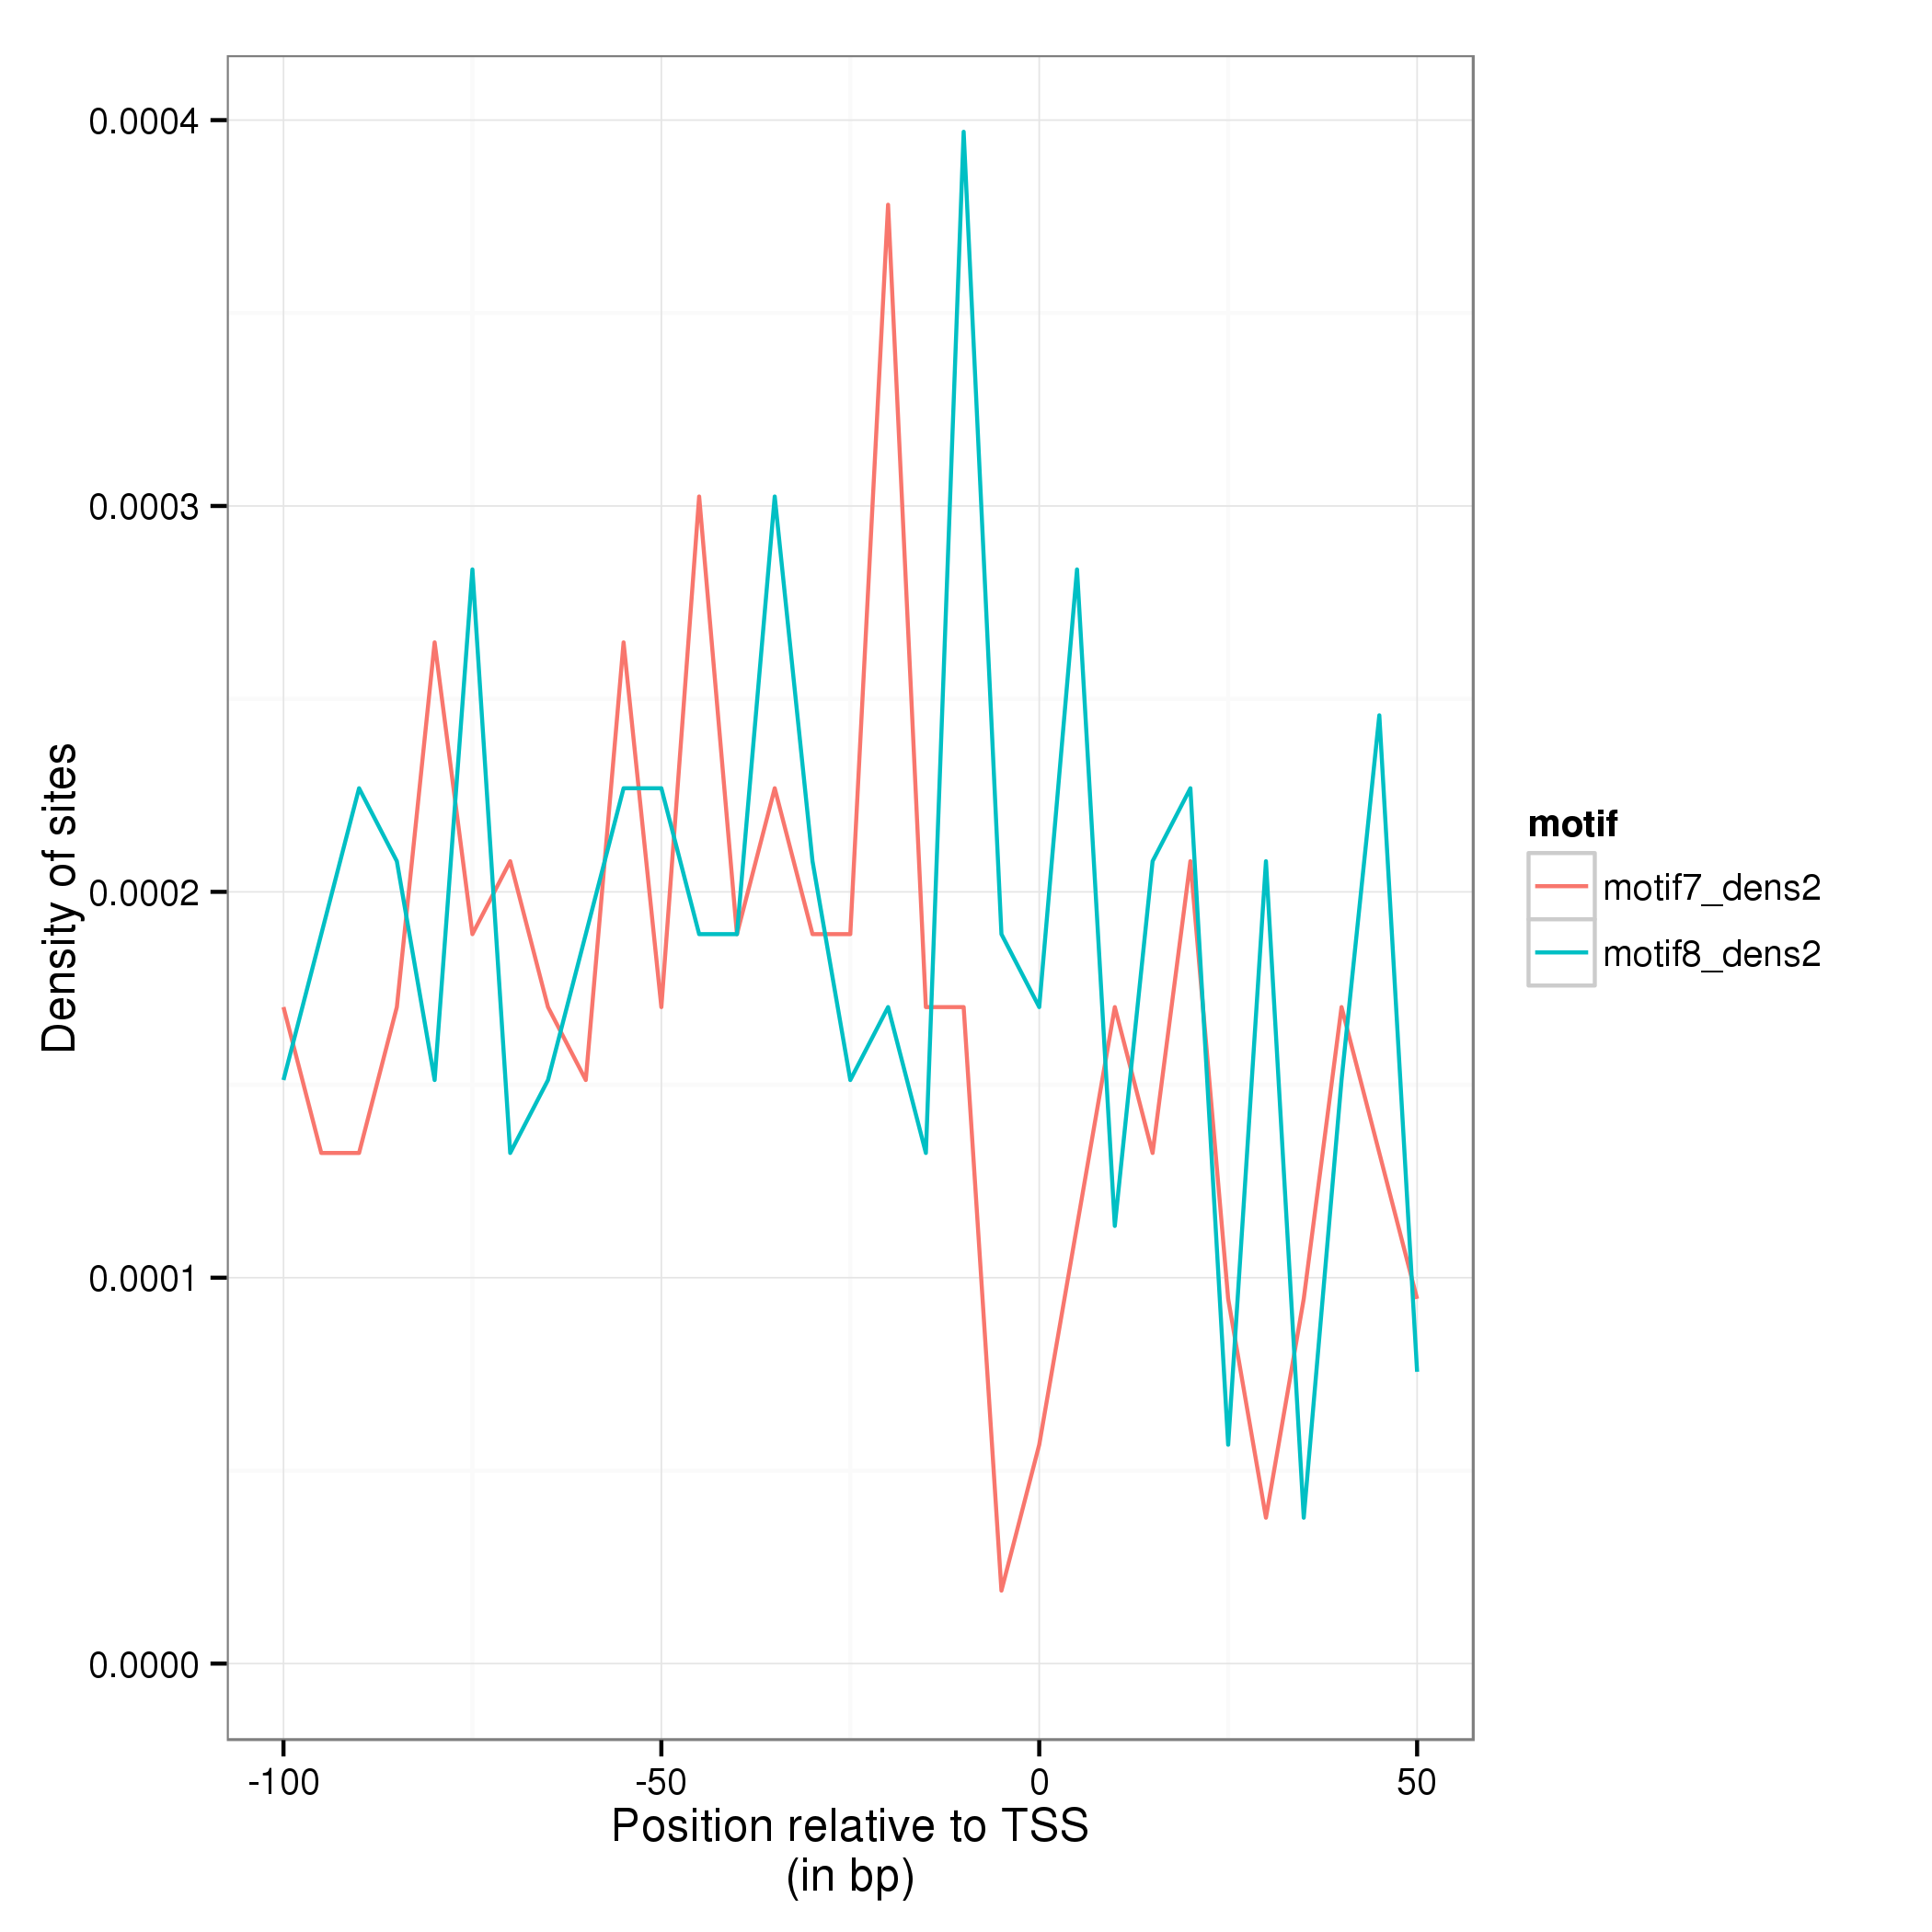 0.0004
0.0003
0.0002
0.0001
0.0000
Density of sites
-100
-50
0
50
Position relative to TSS
(in bp)
motif
motif7_dens2
motif8_dens2